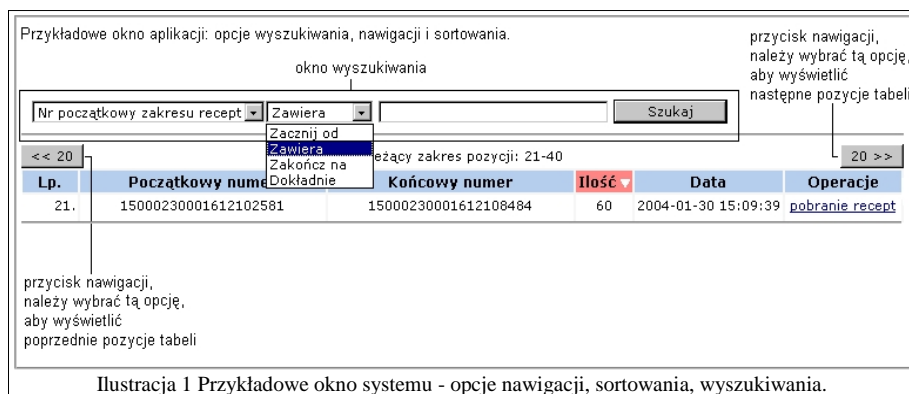 Przykładowe okno aplikacji: opcje wyszukiwania, nawigacji i sortowania.
przycisk nawigacji,
należy wybrać tą opcję,
aby wyświetlić
następne pozycje tabeli
okno wyszukiwania
Nr początkowy zakresu recept Zawiera Szukaj
Zacznij od
Zawiera
Zakończ na
Dokładnie
<< 20 eżący zakres pozycji: 21-40 20 >>
Lp. Początkowy nume Końcowy numer Ilość Data Operacje
21. 15000230001612102581 15000230001612108484 60 2004-01-30 15:09:39 pobranie recept
przycisk nawigacji,
należy wybrać tą opcję,
aby wyświetlić
poprzednie pozycje tabeli
Ilustracja 1 Przykładowe okno systemu - opcje nawigacji, sortowania, wyszukiwania.